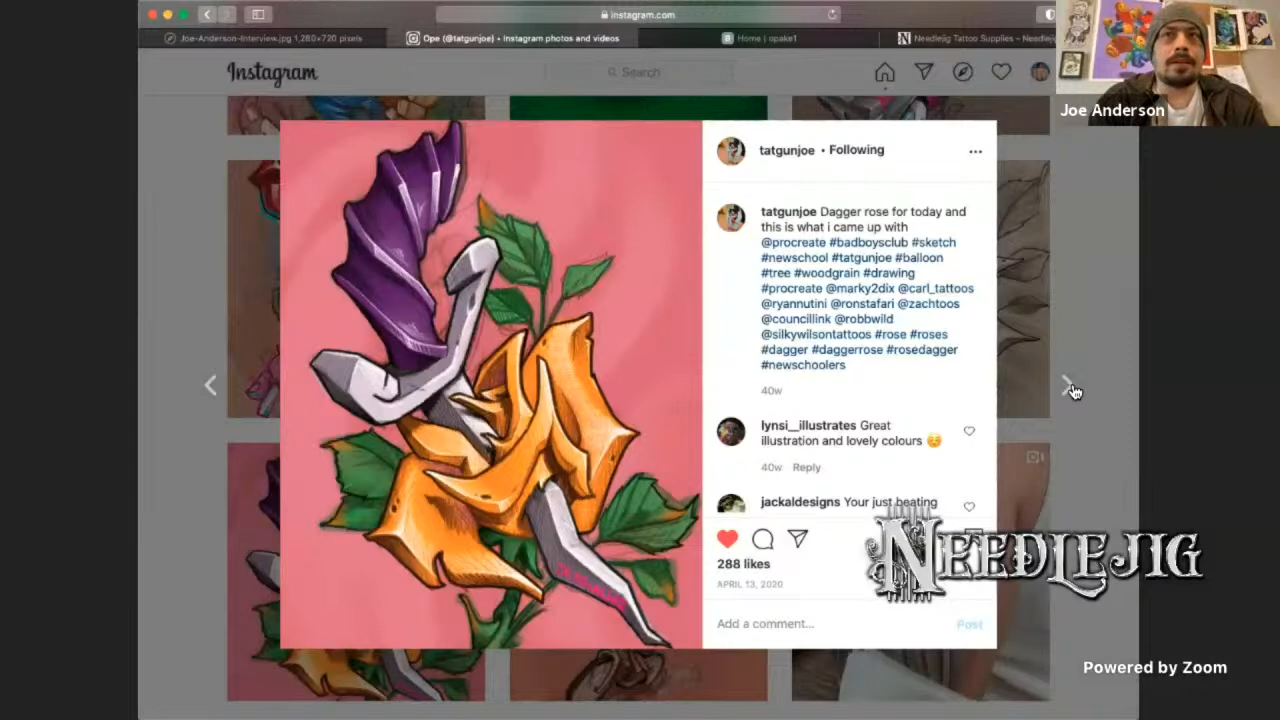 instagram.com
Joe-Anderson-Interview.jpg 1,280×720 pixels
Ope (@tatgunjoe) • Instagram photos and videos
Home | opake1
Needlejig Tattoo Supplies – Needlej
Instagram
Search
Joe Anderson
tatgunjoe • Following
tatgunjoe Dagger rose for today and
this is what i came up with
@procreate #badboysclub #sketch
#newschool #tatgunjoe #balloon
#tree #woodgrain #drawing
#procreate @marky2dix @carl_tattoos
@ryannutini @ronstafari @zachtoos
@councillink @robbwild
@silkywilsontattoos #rose #roses
#dagger #daggerrose #rosedagger
#newschoolers
40w
lynsi__illustrates Great
illustration and lovely colours
40w Reply
jackaldesigns Your just beating
288 likes
APRIL 13, 2020
Add a comment...
Post
NEEDLEJIG
Powered by Zoom